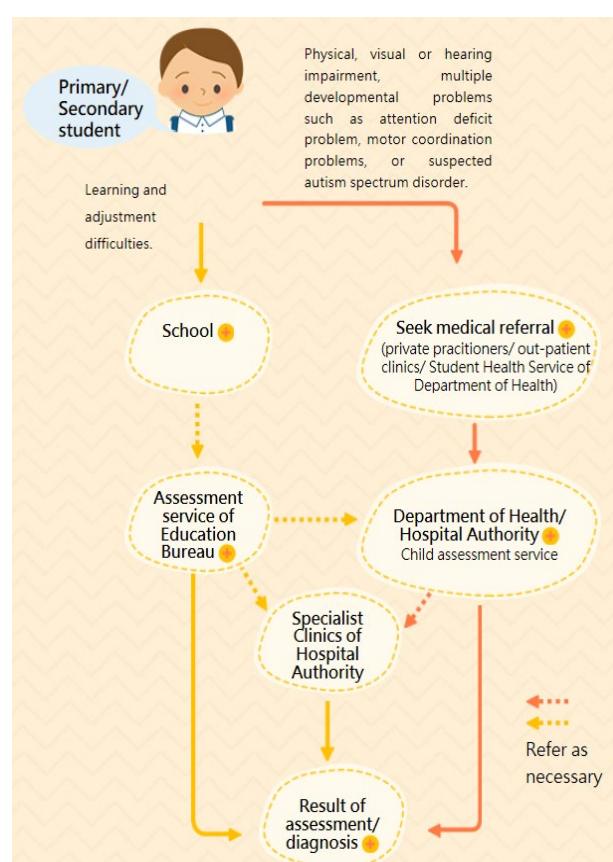 Primary/
Secondary
student
Physical, visual or hearing
impairment, multiple
developmental problems
such as attention deficit
problem, motor coordination
problems, or suspected
autism spectrum disorder.
Learning and
adjustment
difficulties.
School
Seek medical referral
(private pracitioners/ out-patient
clinics/ Student Health Service of
Department of Health)
Assessment
service of
Education
Bureau
Department of Health/
Hospital Authority
Child assessment service
Specialist
Clinics of
Hospital
Authority
Refer as
necessary
Result of
assessment/
diagnosis